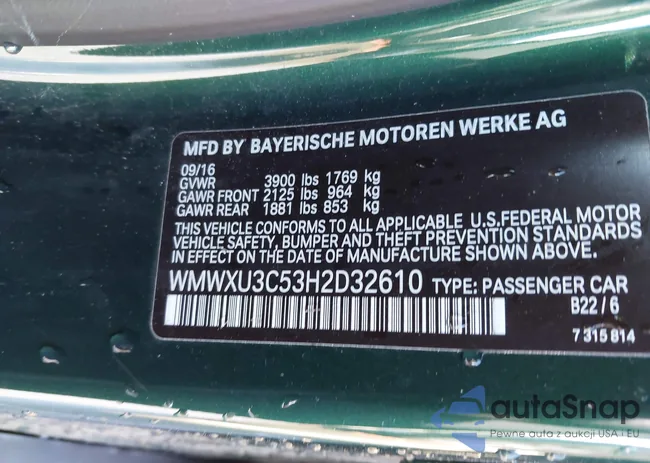 MFD BY BAYERISCHE MOTOREN WERKE AG
09/16
GVWR 3900 lbs 1769 kg
GAWR FRONT 2125 lbs 964 kg
GAWR REAR 1881 lbs 853 kg
THIS VEHICLE CONFORMS TO ALL APPLICABLE U.S.FEDERAL MOTOR
VEHICLE SAFETY, BUMPER AND THEFT PREVENTION STANDARDS
IN EFFECT ON THE DATE OF MANUFACTURE SHOWN ABOVE.
WMWXU3C53H2D32610 TYPE: PASSENGER CAR
B22/6
7 315 814
autaSnap
Pewne auta z aukcji USA i EU